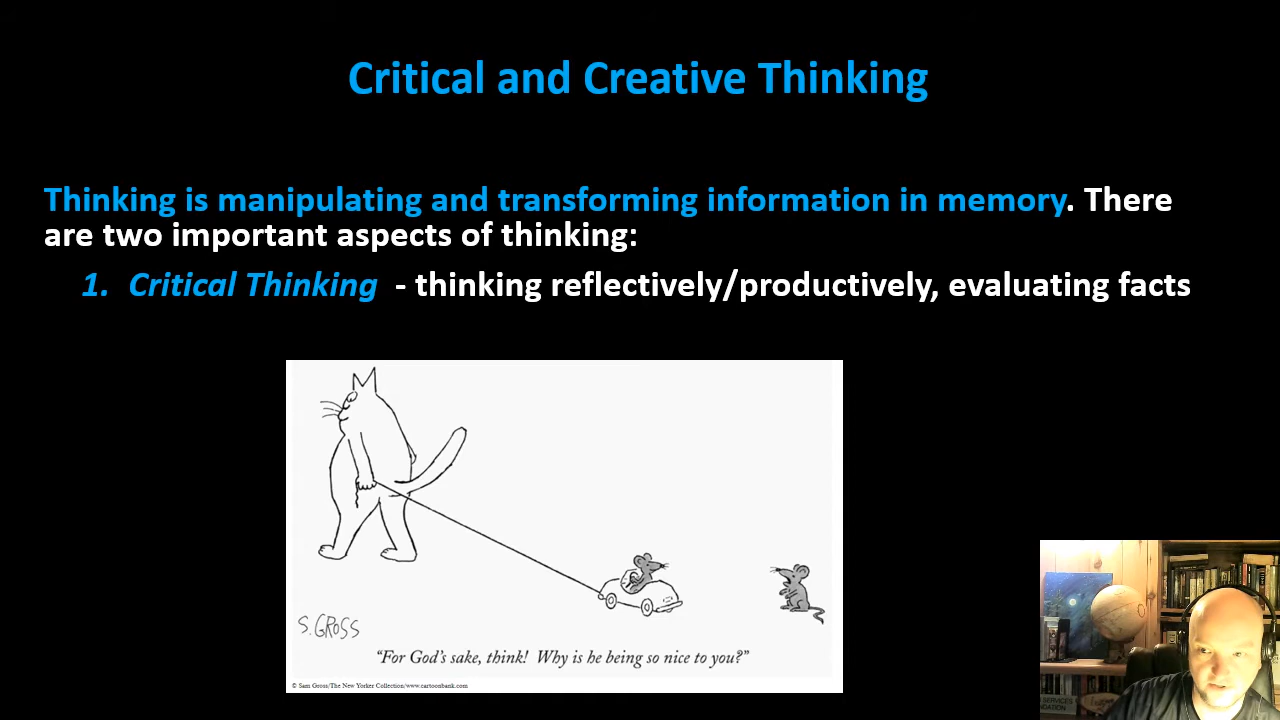 Critical and Creative Thinking
Thinking is manipulating and transforming information in memory. There
are two important aspects of thinking:
1. Critical Thinking - thinking reflectively/productively, evaluating facts
S. GROSS
“For God’s sake, think! Why is he being so nice to you?”
© Sam Gross/The New Yorker Collection/www.cartoonbank.com
SERVICES